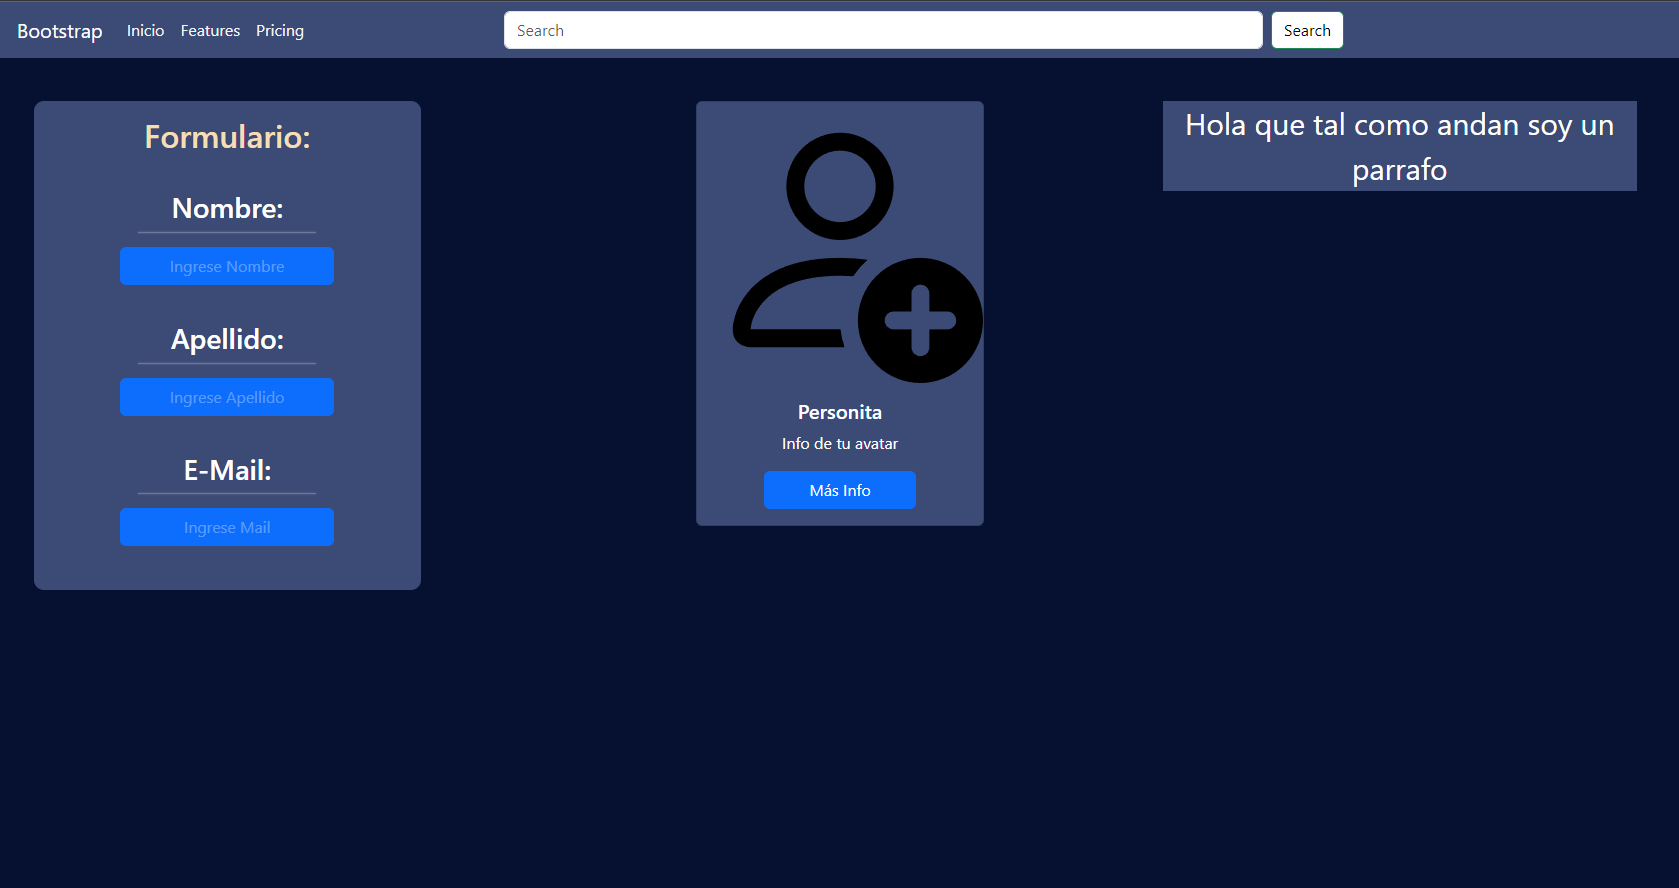 Bootstrap Inicio Features Pricing Search Search
Formulario:
Nombre:
Ingrese Nombre
Apellido:
Ingrese Apellido
E-Mail:
Ingrese Mail
Personita
Info de tu avatar
Más Info
Hola que tal como andan soy un
parrafo